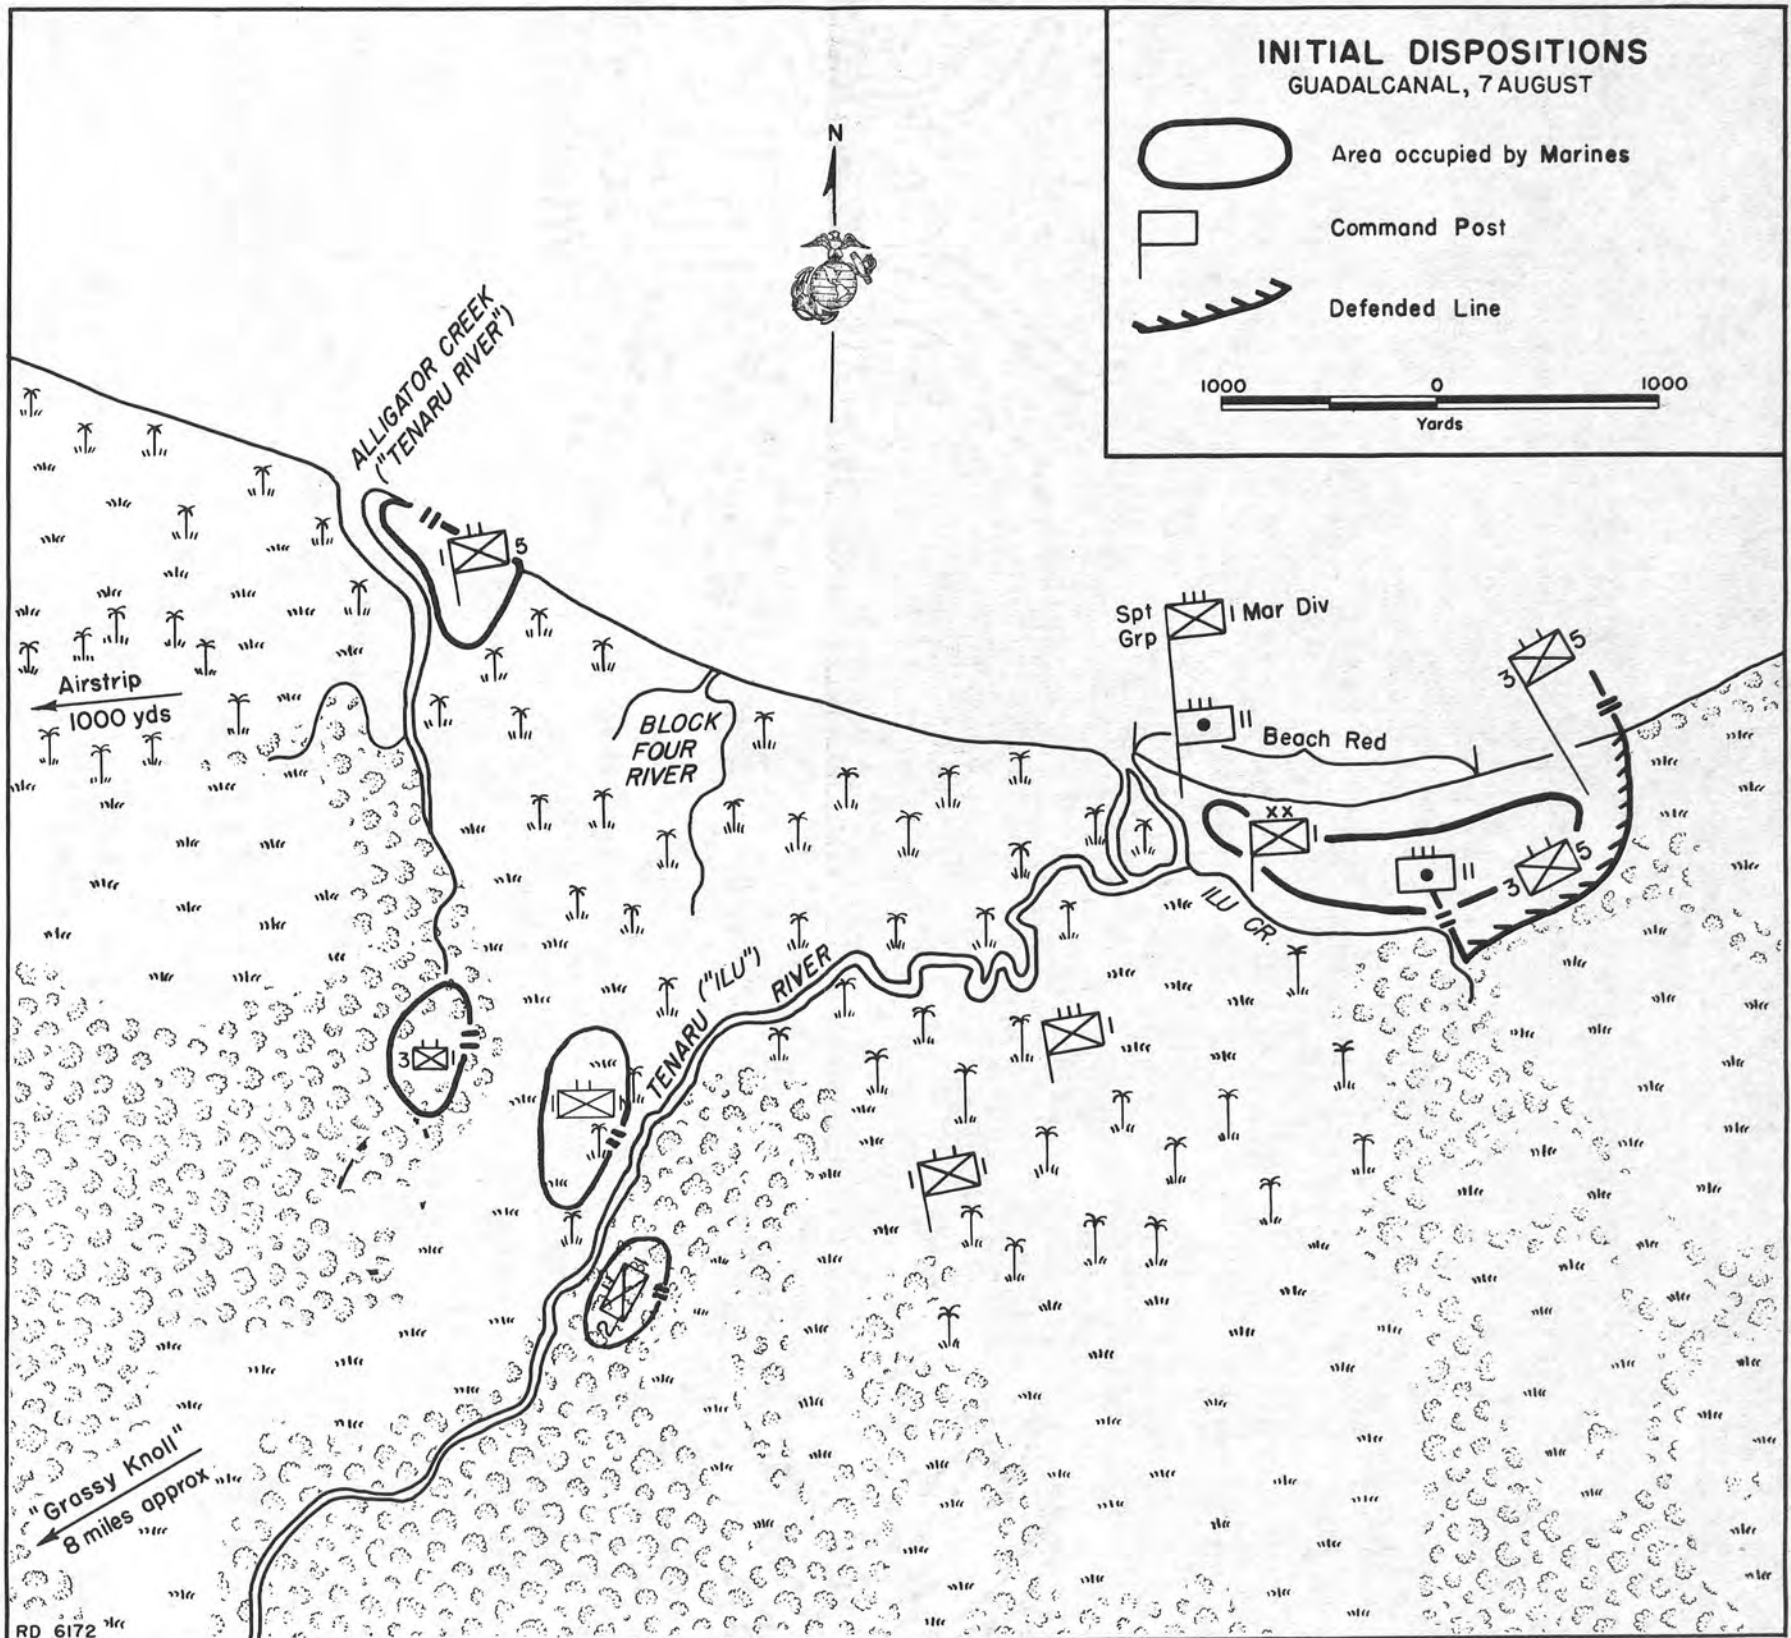 INITIAL DISPOSITIONS
GUADALCANAL, 7 AUGUST
Area occupied by Marines
Command Post
Defended Line
1000 0 1000
Yards
N
ALLIGATOR CREEK
("TENARU RIVER")
1 5
Airstrip
1000 yds
BLOCK
FOUR
RIVER
Spt
Grp
1 Mar Div
11
Beach Red
3 5
XX
1
11
3 5
ILU CR.
TENARU ("ILU") RIVER
1
3 1
1
1 1
2
"Grassy Knoll"
8 miles approx
RD 6172